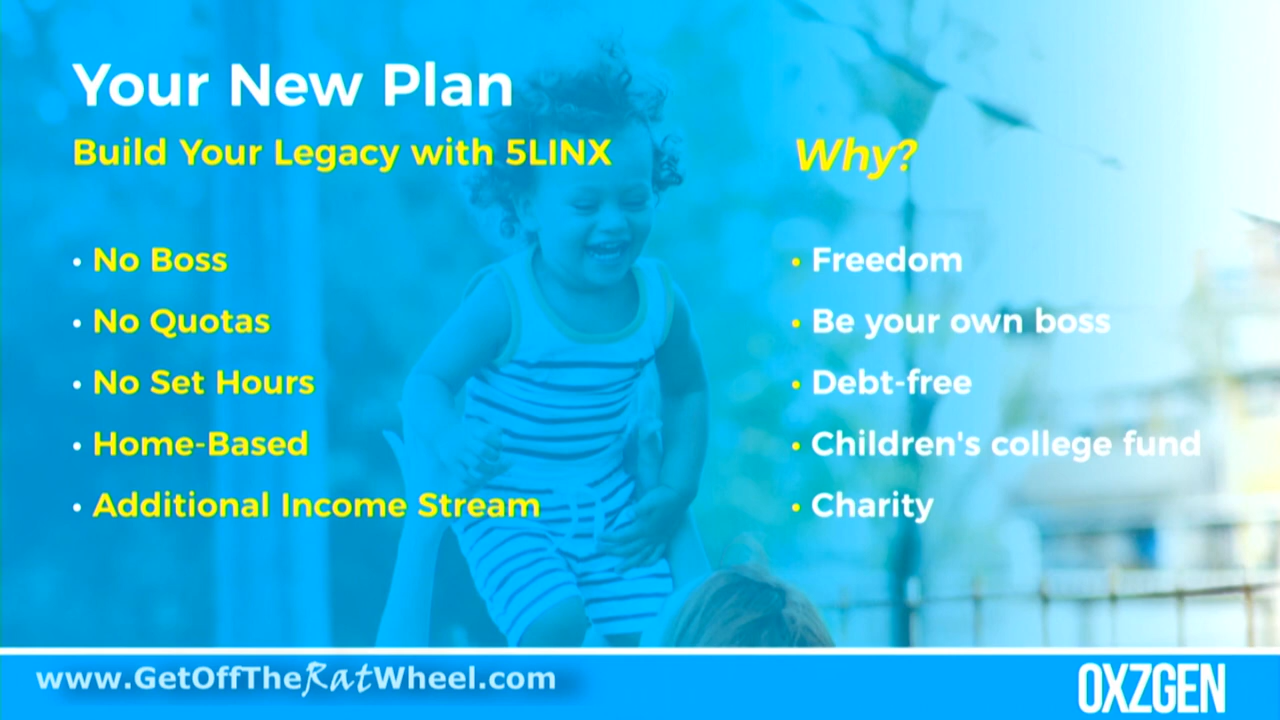 Your New Plan
Build Your Legacy with 5LINX
• No Boss
• No Quotas
• No Set Hours
• Home-Based
• Additional Income Stream
Why?
• Freedom
• Be your own boss
• Debt-free
• Children's college fund
• Charity
www.GetOffTheRatWheel.com
OXZGEN